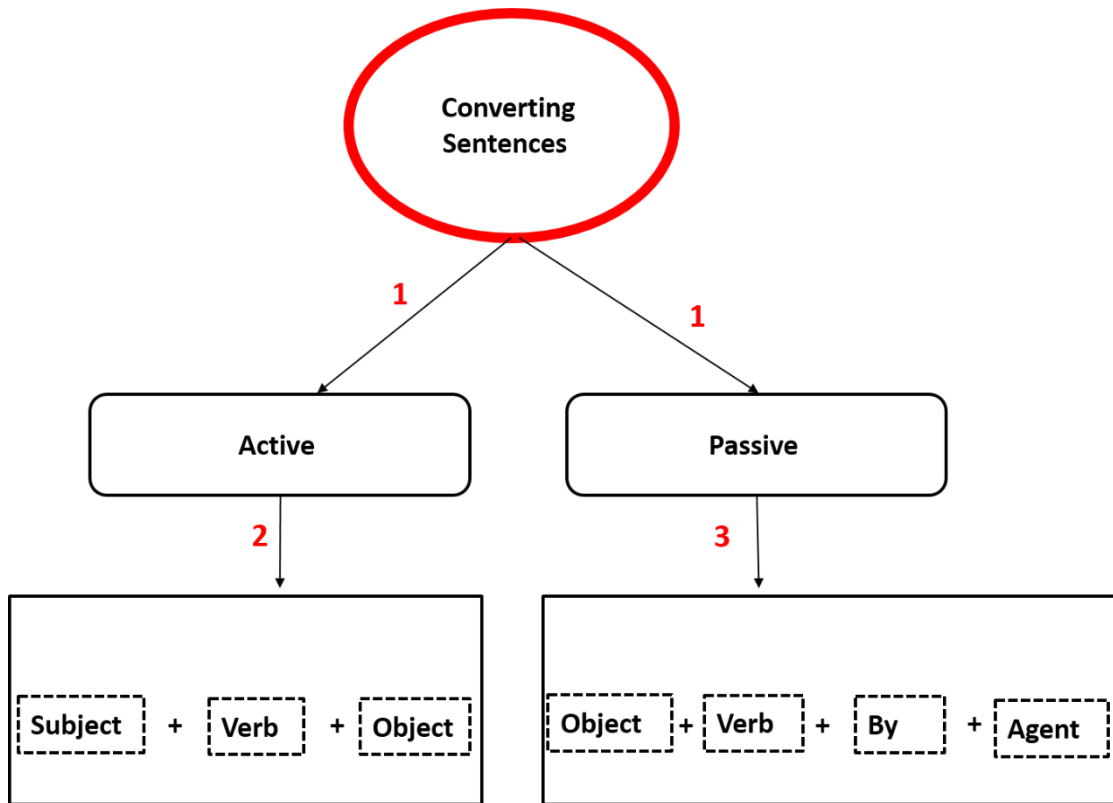 Converting
Sentences
1
1
Active
Passive
2
3
Subject + Verb + Object
Object + Verb + By + Agent